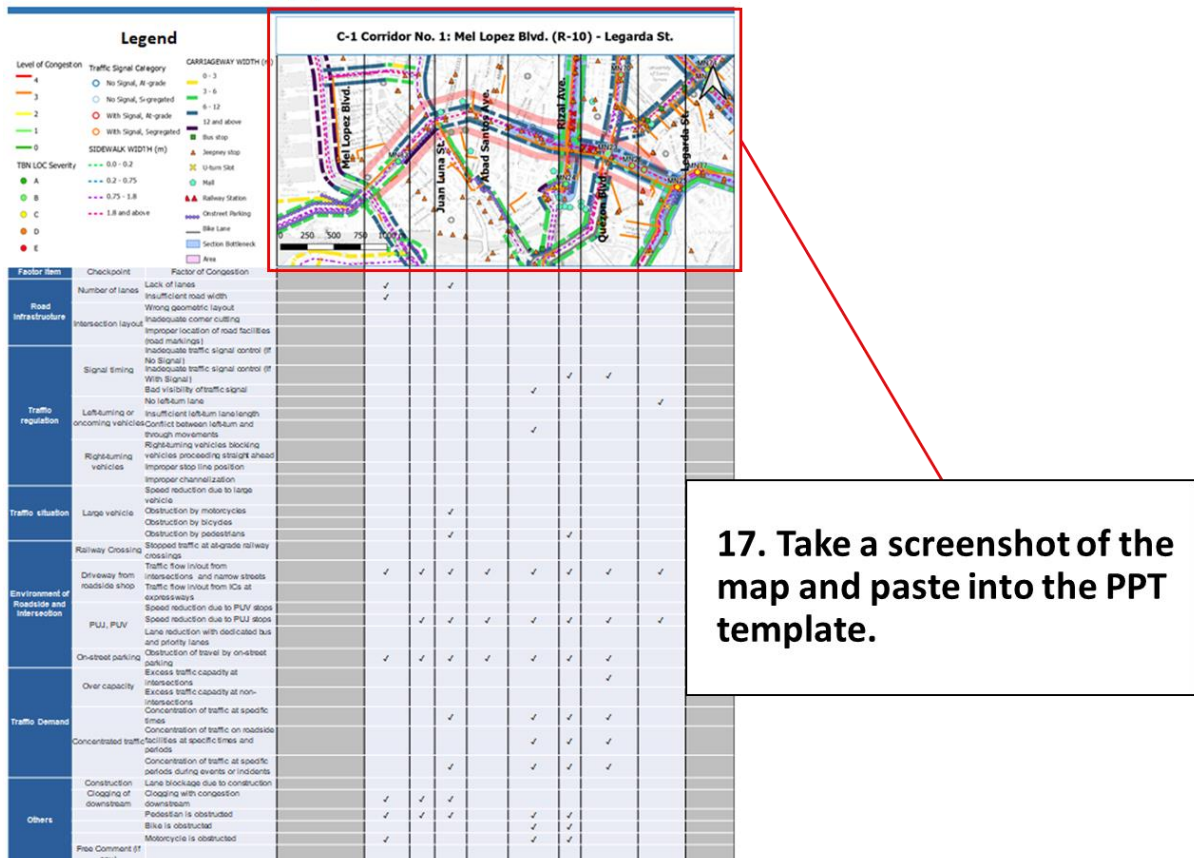 Legend
Level of Congestion
4
3
2
1
0
TBN LOC Severity
A
B
C
D
E
Traffic Signal Category
No Signal, At-grade
No Signal, Segregated
With Signal, At-grade
With Signal, Segregated
SIDEWALK WIDTH (m)
0.0 - 0.2
0.2 - 0.75
0.75 - 1.8
1.8 and above
CARRIAGEWAY WIDTH (m)
0 - 3
3 - 6
6 - 12
12 and above
Bus stop
Jeepney stop
U-turn Slot
Mall
Railway Station
Onstreet Parking
Bike Lane
Section Bottleneck
Area
C-1 Corridor No. 1: Mel Lopez Blvd. (R-10) - Legarda St.
Mel Lopez Blvd.
Juan Luna St.
Abad Santos Ave.
Rizal Ave.
Quezon Blvd.
Legarda St.
0 250 500 750 1000 m
Factor Item Checkpoint Factor of Congestion
Road Infrastructure
Number of lanes
Lack of lanes ✓ ✓
Insufficient road width ✓
Intersection layout
Wrong geometric layout
Inadequate corner cutting
Improper location of road facilities (road markings)
Traffic regulation
Signal timing
Inadequate traffic signal control (If No Signal)
Inadequate traffic signal control (If With Signal) ✓ ✓
Bad visibility of traffic signal ✓
Left-turning or oncoming vehicles
No left-turn lane ✓
Insufficient left-turn lane length
Conflict between left-turn and through movements ✓
Right-turning vehicles
Right-turning vehicles blocking vehicles proceeding straight ahead
Improper stop line position
Improper channelization
Traffic situation
Large vehicle
Speed reduction due to large vehicle
Obstruction by motorcycles ✓
Obstruction by bicycles
Obstruction by pedestrians ✓ ✓
Environment of Roadside and Intersection
Railway Crossing
Stopped traffic at at-grade railway crossings
Driveway from roadside shop
Traffic flow in/out from intersections and narrow streets ✓ ✓ ✓ ✓ ✓ ✓ ✓ ✓
Traffic flow in/out from ICs at expressways
PUJ, PUV
Speed reduction due to PUV stops
Speed reduction due to PUJ stops ✓ ✓ ✓ ✓ ✓ ✓ ✓
Lane reduction with dedicated bus and priority lanes
On-street parking
Obstruction of travel by on-street parking ✓ ✓ ✓ ✓ ✓ ✓ ✓
Traffic Demand
Over capacity
Excess traffic capacity at intersections ✓
Excess traffic capacity at non-intersections
Concentrated traffic
Concentration of traffic at specific times ✓ ✓ ✓ ✓
Concentration of traffic on roadside facilities at specific times and periods ✓ ✓ ✓
Concentration of traffic at specific periods during events or incidents ✓ ✓ ✓ ✓
Others
Construction
Lane blockage due to construction
Clogging of downstream
Clogging with congestion downstream ✓ ✓ ✓
Pedestian is obstructed ✓ ✓ ✓ ✓ ✓
Bike is obstructed ✓ ✓
Motorcycle is obstructed ✓ ✓ ✓
Free Comment (if
17. Take a screenshot of the
map and paste into the PPT
template.